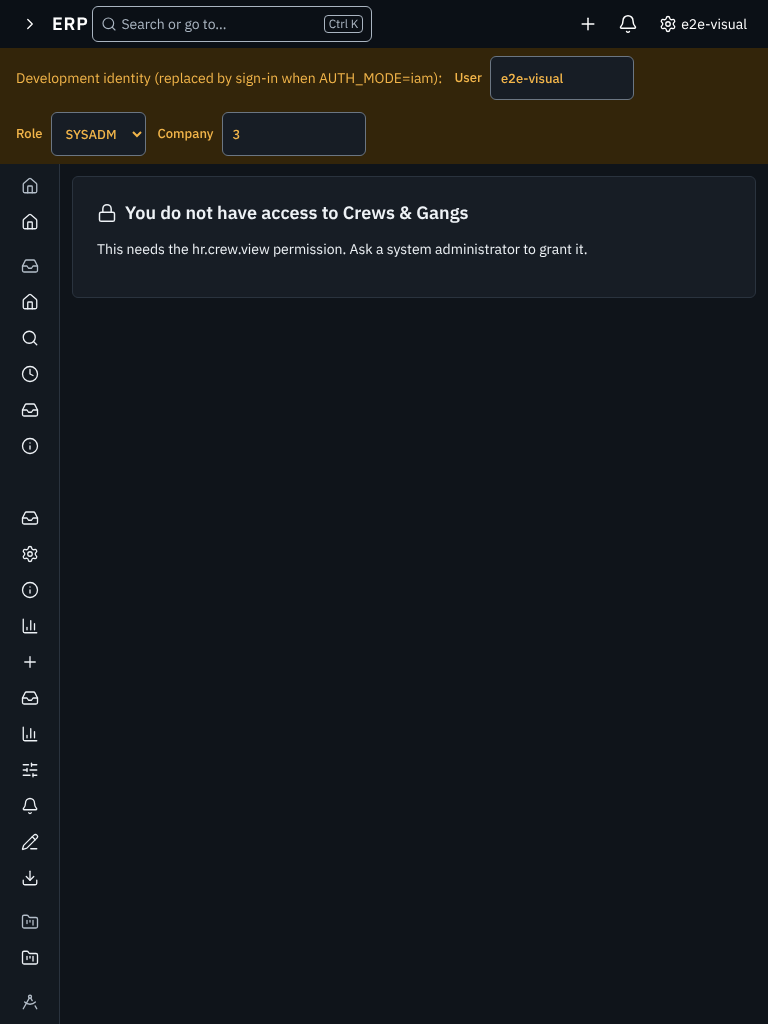 ERP Search or go to... Ctrl K e2e-visual
Development identity (replaced by sign-in when AUTH_MODE=iam): User e2e-visual
Role SYSADM Company 3
You do not have access to Crews & Gangs
This needs the hr.crew.view permission. Ask a system administrator to grant it.